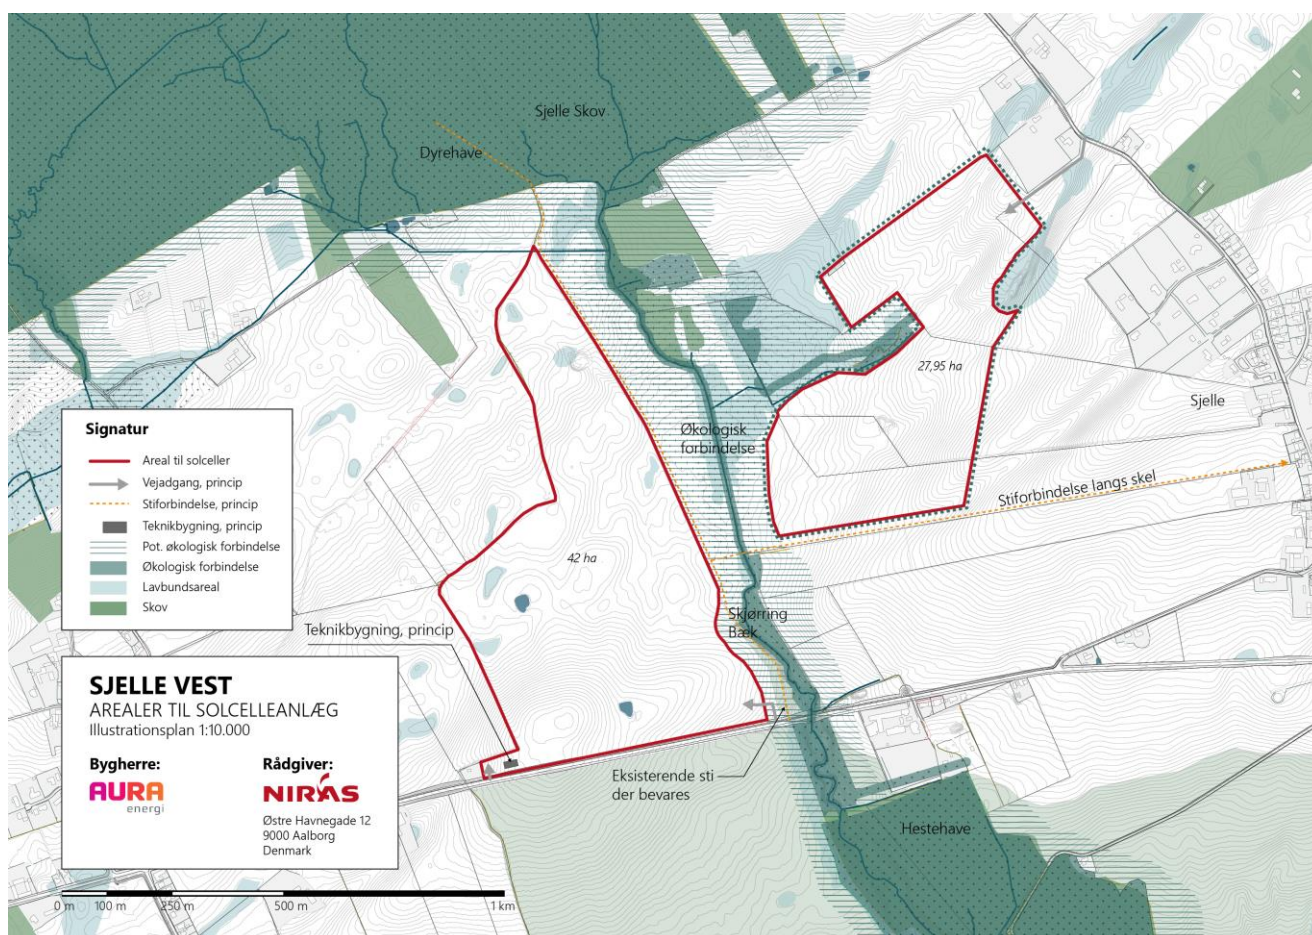 Sjelle Skov
Dyrehave
27,95 ha
Sjelle
Økologisk
forbindelse
Stiforbindelse langs skel
42 ha
Skjørring
Bæk
Teknikbygning, princip
Eksisterende sti
der bevares
Hestehave
Signatur
Areal til solceller
Vejadgang, princip
Stiforbindelse, princip
Teknikbygning, princip
Pot. økologisk forbindelse
Økologisk forbindelse
Lavbundsareal
Skov
SJELLE VEST
AREALER TIL SOLCELLEANLÆG
Illustrationsplan 1:10.000
Bygherre:
AURA
energi
Rådgiver:
NIRAS
Østre Havnegade 12
9000 Aalborg
Denmark
0 m 100 m 250 m 500 m 1 km